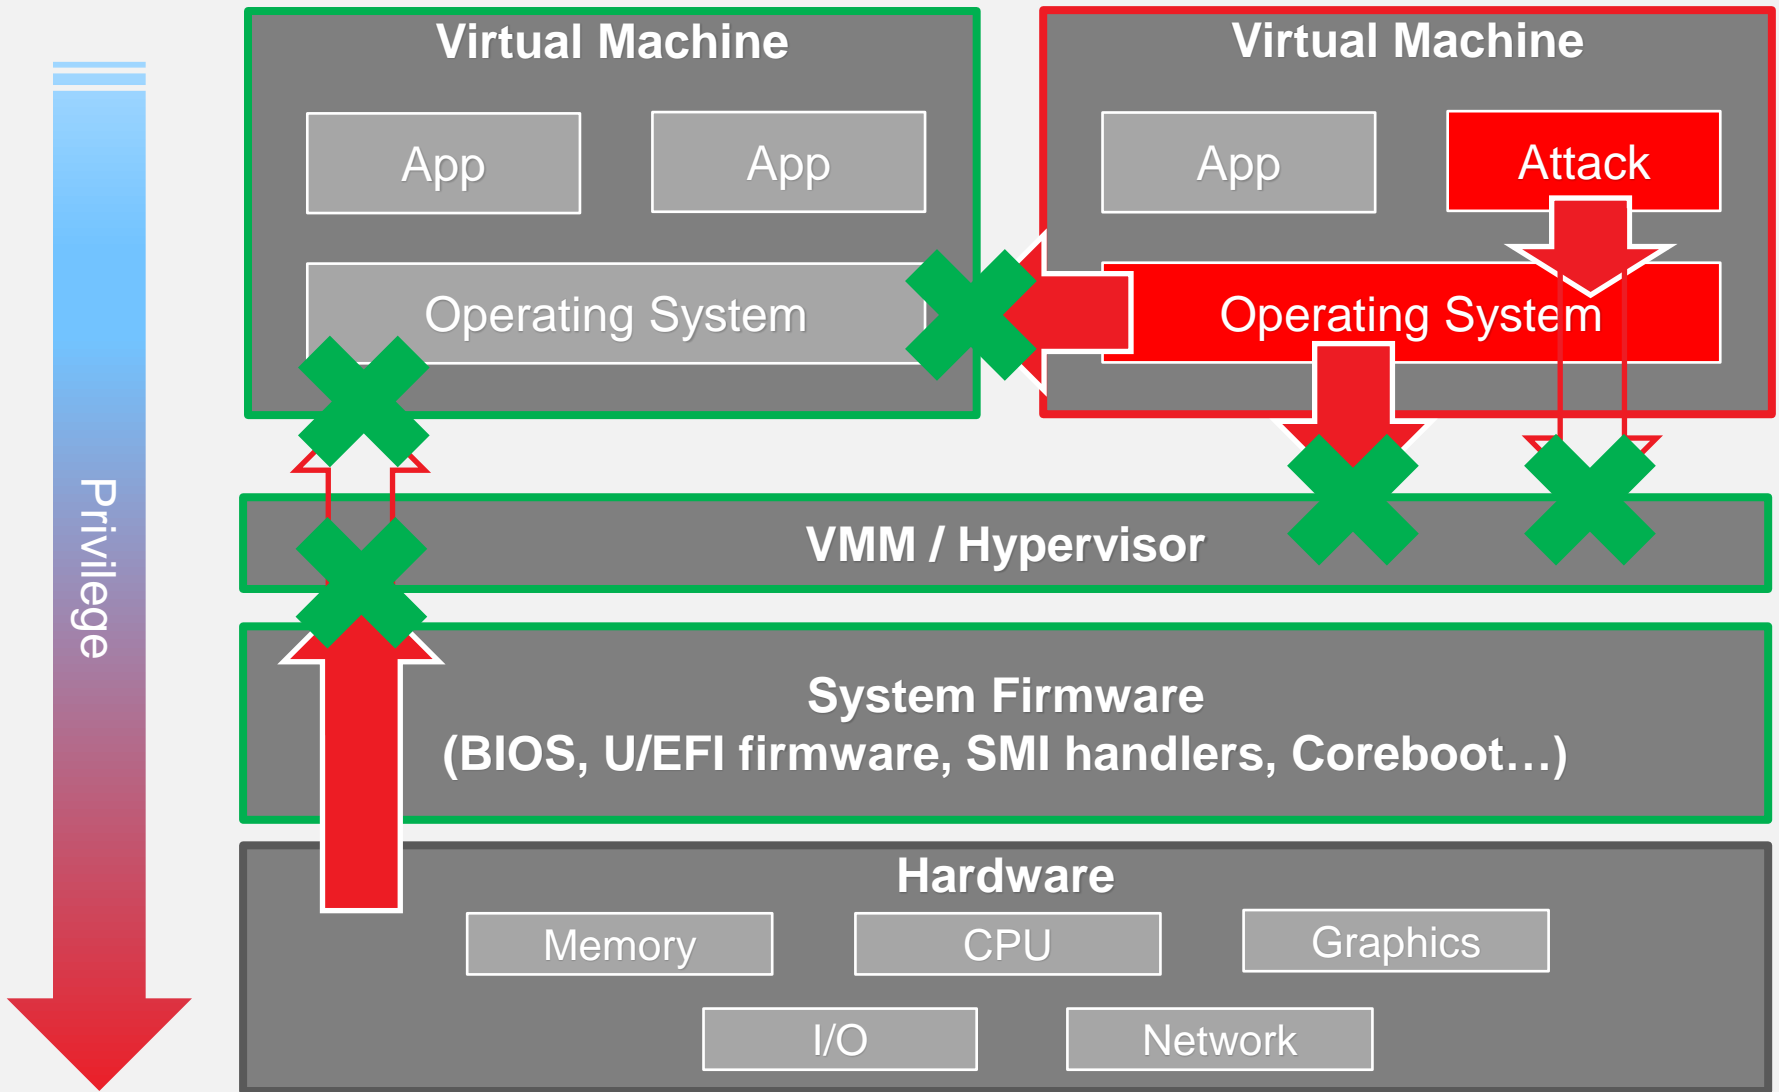 Privilege
Virtual Machine
App
App
Operating System
Virtual Machine
App
Attack
Operating System
VMM / Hypervisor
System Firmware
(BIOS, U/EFI firmware, SMI handlers, Coreboot…)
Hardware
Memory
CPU
Graphics
I/O
Network